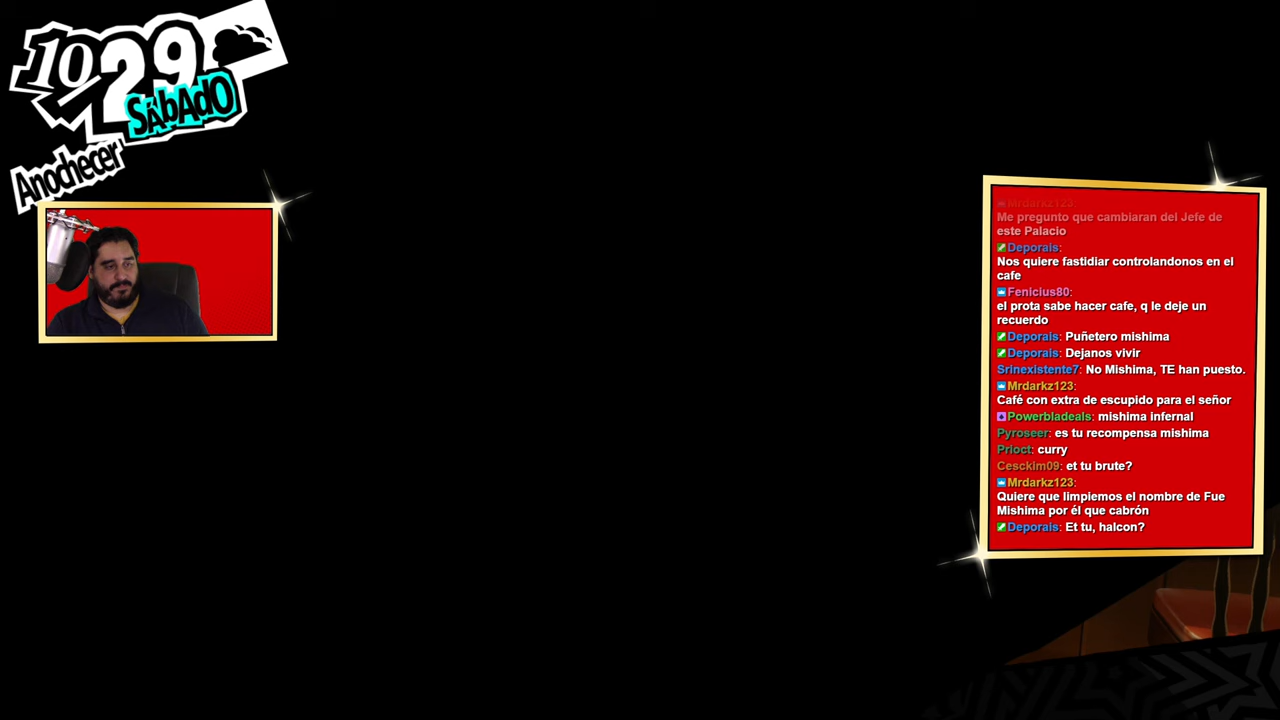 10/29
SábAdO
Anochecer
Mrdarkz123:
Me pregunto que cambiaran del Jefe de
este Palacio
Deporais:
Nos quiere fastidiar controlandonos en el
cafe
Fenicius80:
el prota sabe hacer cafe, q le deje un
recuerdo
Deporais: Puñetero mishima
Deporais: Dejanos vivir
Srinexistente7: No Mishima, TE han puesto.
Mrdarkz123:
Café con extra de escupido para el señor
Powerbladeals: mishima infernal
Pyroseer: es tu recompensa mishima
Prioct: curry
Cesckim09: et tu brute?
Mrdarkz123:
Quiere que limpiemos el nombre de Fue
Mishima por él que cabrón
Deporais: Et tu, halcon?